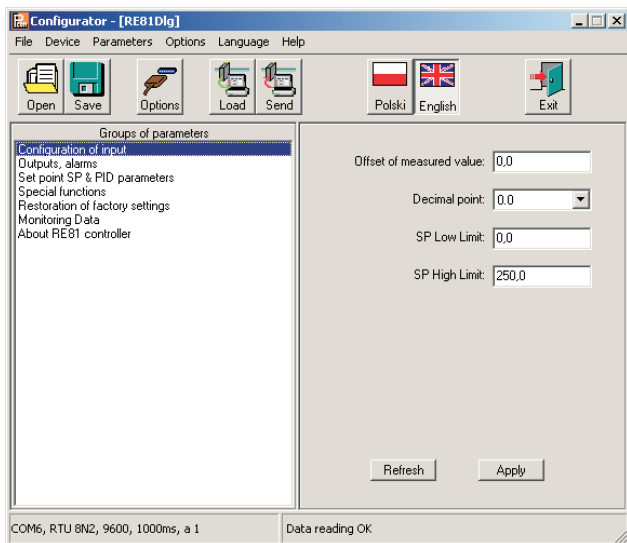 Configurator - [RE81Dlg]
File Device Parameters Options Language Help
Open Save Options Load Send Polski English Exit
Groups of parameters
Configuration of input
Outputs, alarms
Set point SP & PID parameters
Special functions
Restoration of factory settings
Monitoring Data
About RE81 controller
Offset of measured value: 0,0
Decimal point: 0.0
SP Low Limit: 0,0
SP High Limit: 250,0
Refresh Apply
COM6, RTU 8N2, 9600, 1000ms, a 1 Data reading OK